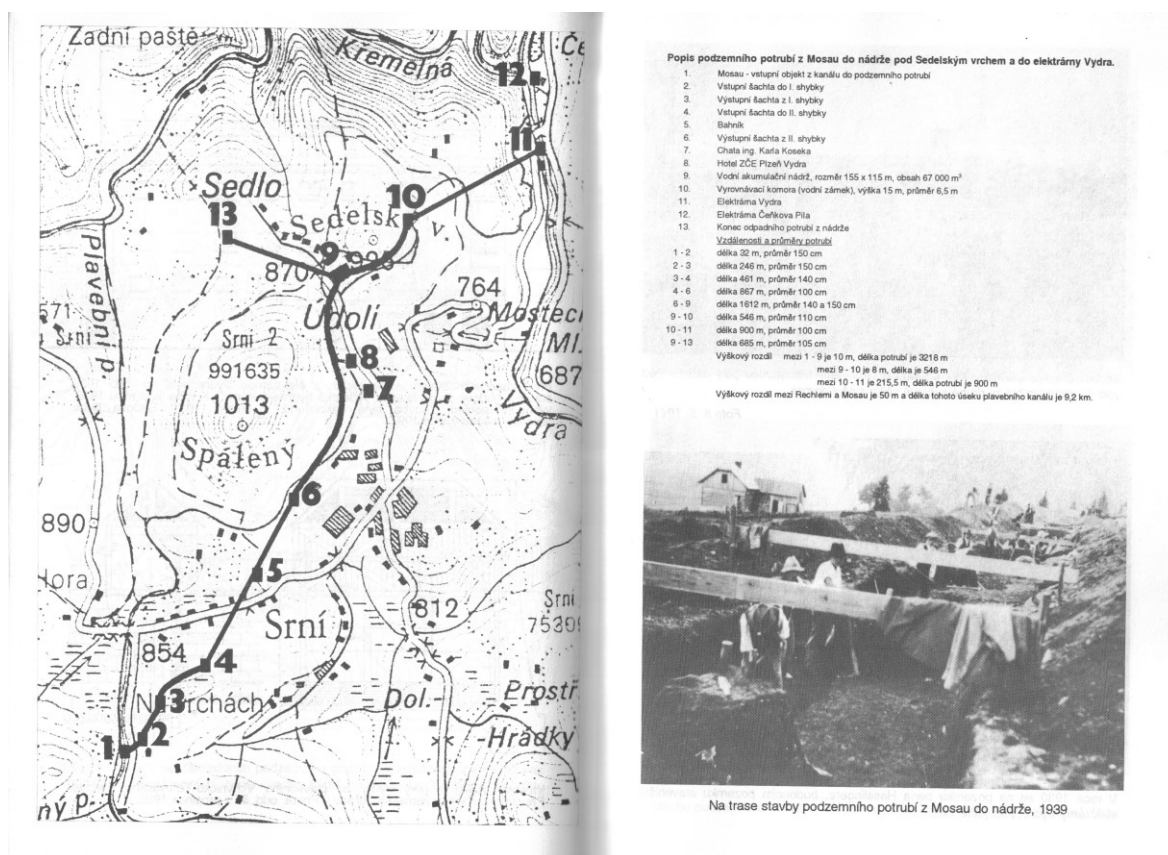 Zadní paště
Kremelná
Če
12
11
Sedlo
13
10
Sedelsk
v.
9
870
Plavební p.
764
Údolí
Mostec
Ml.
571
Srní
Srní 2
991635
8
687
7
1013
Vydra
Spálený
6
890
Hora
5
Srní
812
Srní
854
4
3
Na Vrchách
Dol.
Prostř
2
1
Hrádky
ný p.
Popis podzemního potrubí z Mosau do nádrže pod Sedelským vrchem a do elektrárny Vydra.
1. Mosau - vstupní objekt z kanálu do podzemního potrubí
2. Vstupní šachta do I. shybky
3. Výstupní šachta z I. shybky
4. Vstupní šachta do II. shybky
5. Bahník
6. Výstupní šachta z II. shybky
7. Chata ing. Karla Koseka
8. Hotel ZČE Plzeň Vydra
9. Vodní akumulační nádrž, rozměr 155 x 115 m, obsah 67 000 m³
10. Vyrovnávací komora (vodní zámek), výška 15 m, průměr 6,5 m
11. Elektrárna Vydra
12. Elektrárna Čeňkova Pila
13. Konec odpadního potrubí z nádrže
Vzdálenosti a průměry potrubí
1 - 2 délka 32 m, průměr 150 cm
2 - 3 délka 246 m, průměr 150 cm
3 - 4 délka 461 m, průměr 140 cm
4 - 6 délka 867 m, průměr 100 cm
6 - 9 délka 1612 m, průměr 140 a 150 cm
9 - 10 délka 546 m, průměr 110 cm
10 - 11 délka 900 m, průměr 100 cm
9 - 13 délka 685 m, průměr 105 cm
Výškový rozdíl mezi 1 - 9 je 10 m, délka potrubí je 3218 m
mezi 9 - 10 je 8 m, délka je 546 m
mezi 10 - 11 je 215,5 m, délka potrubí je 900 m
Výškový rozdíl mezi Rechlemi a Mosau je 50 m a délka tohoto úseku plavebního kanálu je 9,2 km.
Na trase stavby podzemního potrubí z Mosau do nádrže, 1939